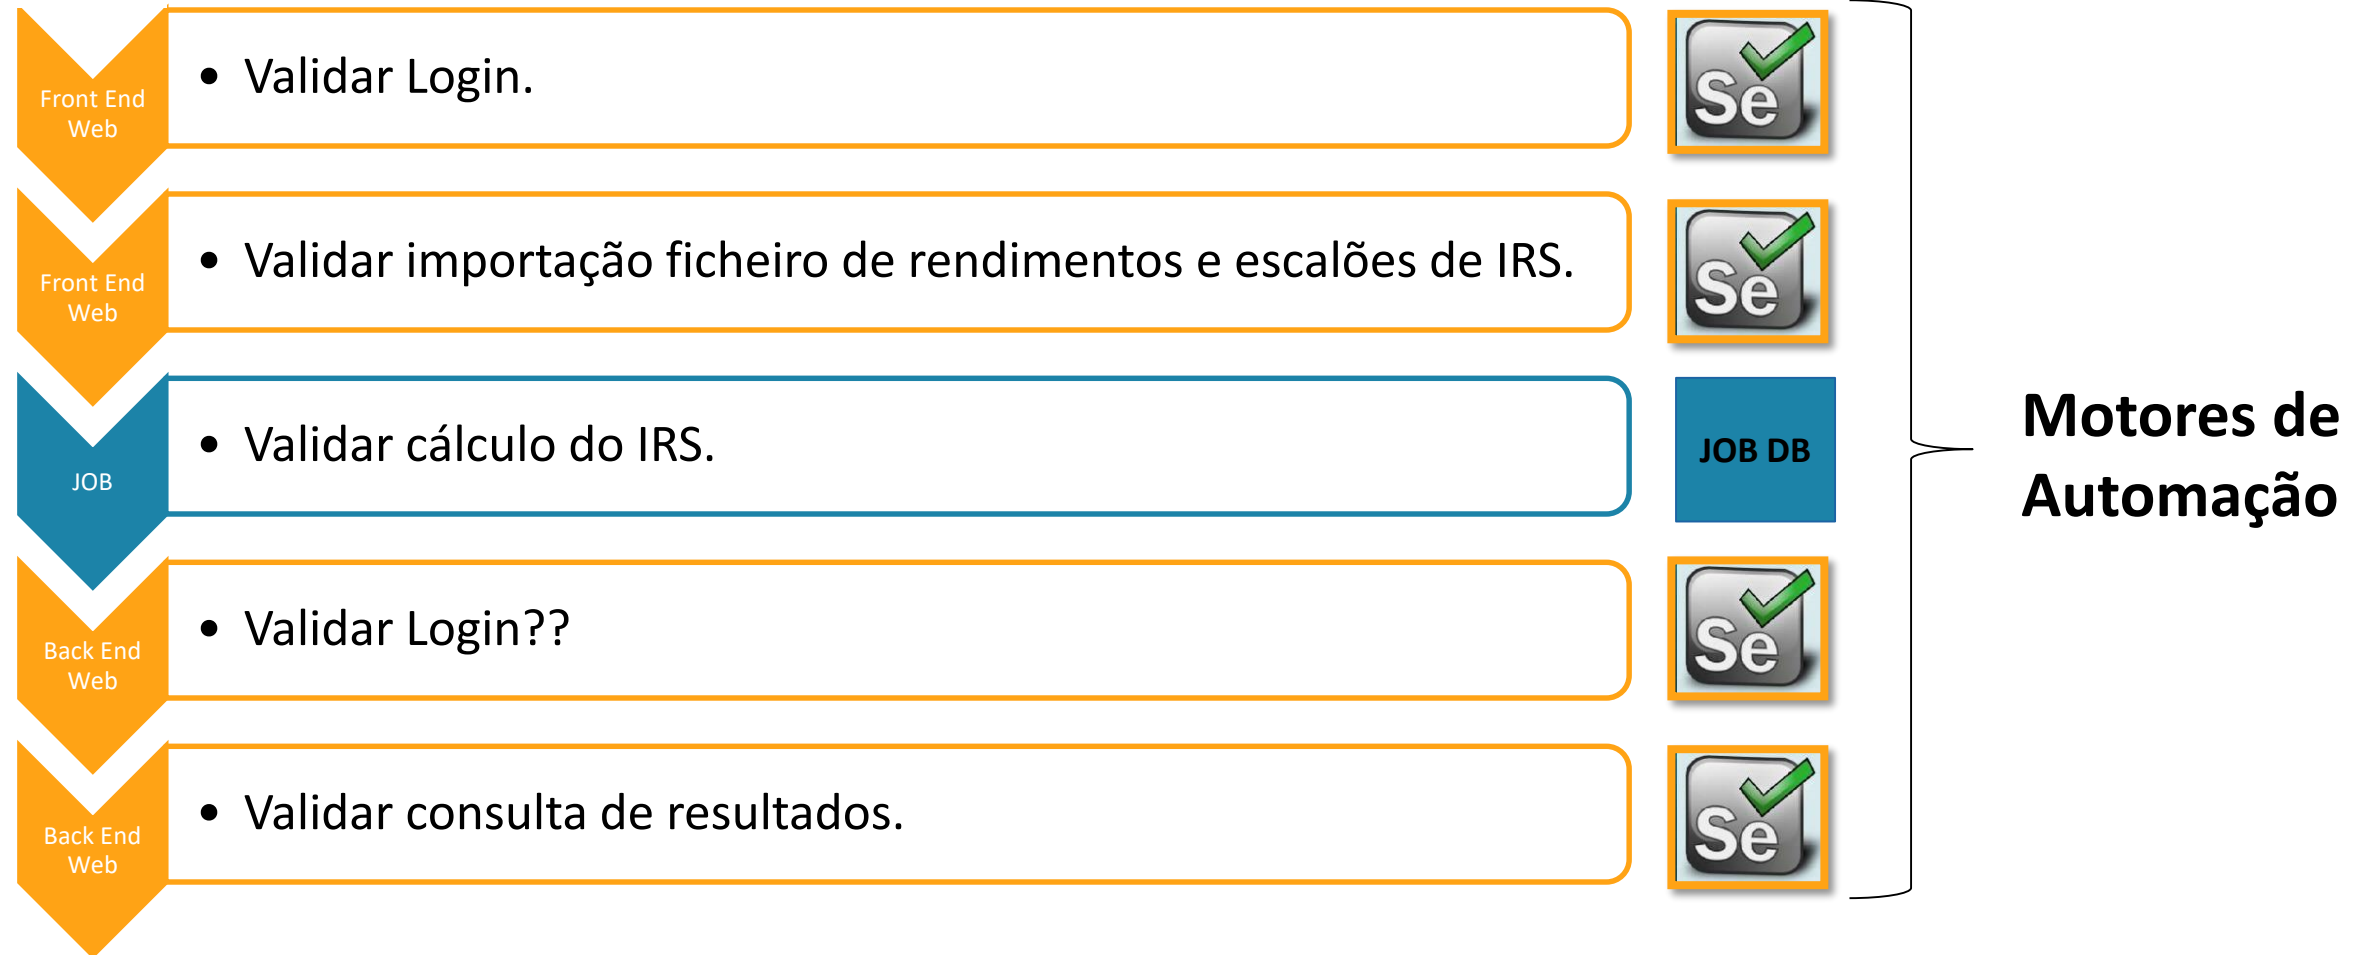 Front End
Web
• Validar Login.
Se
Front End
Web
• Validar importação ficheiro de rendimentos e escalões de IRS.
Se
JOB
• Validar cálculo do IRS.
JOB DB
Back End
Web
• Validar Login??
Se
Back End
Web
• Validar consulta de resultados.
Se
Motores de
Automação